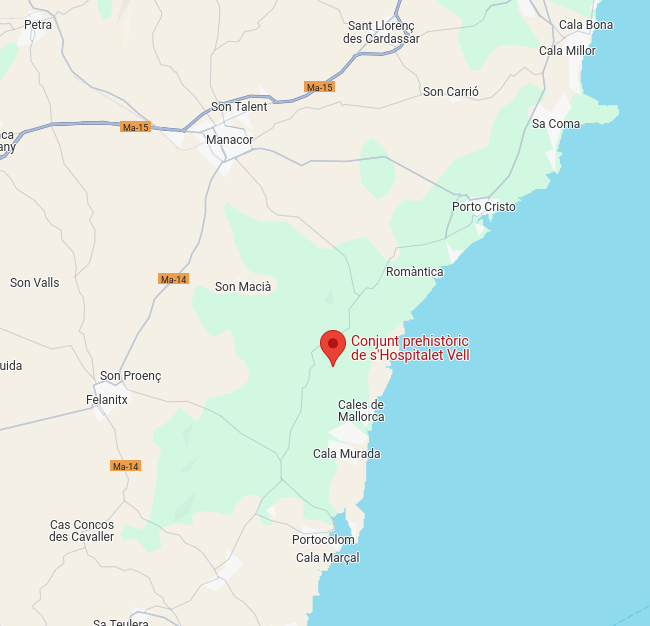 Petra
Sant Llorenç
des Cardassar
Cala Bona
Cala Millor
Ma-15
Son Carrió
Son Talent
Ma-15
Sa Coma
Manacor
Porto Cristo
Romàntica
Ma-14
Son Valls
Son Macià
Conjunt prehistòric
de s'Hospitalet Vell
uida
Son Proenç
Felanitx
Cales de
Mallorca
Cala Murada
Ma-14
Cas Concos
des Cavaller
Portocolom
Cala Marçal
Sa Teulera